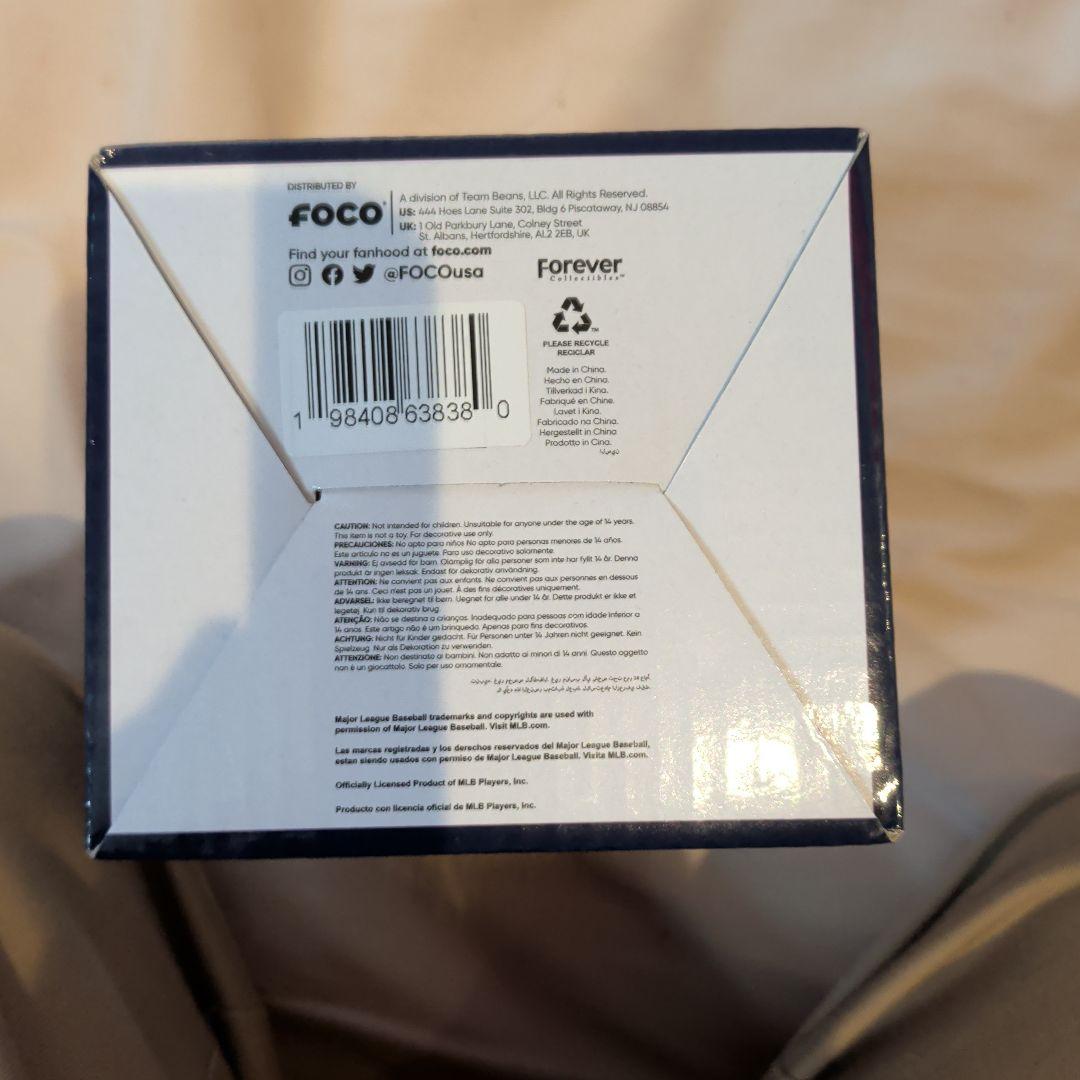 DISTRIBUTED BY
FOCO®
A division of Team Beans, LLC. All Rights Reserved.
US: 444 Hoes Lane Suite 302, Bldg 6 Piscataway, NJ 08854
UK: 1 Old Parkbury Lane, Colney Street
St. Albans, Hertfordshire, AL2 2EB, UK
Find your fanhood at foco.com
@FOCOusa
Forever
Collectibles™
PLEASE RECYCLE
RECICLAR
1 98408 63838 0
Made in China.
Hecho en China.
Tillverkad i Kina.
Fabriqué en Chine.
Lavet i Kina.
Fabricado na China.
Hergestellt in China
Prodotto in Cina.
CAUTION: Not intended for children. Unsuitable for anyone under the age of 14 years.
This item is not a toy. For decorative use only.
PRECAUCIONES: No apto para niños No apto para personas menores de 14 años.
Este artículo no es un juguete. Para uso decorativo solamente.
VARNING: Ej avsedd för barn. Olämplig för alla personer som inte har fyllt 14 år. Denna
produkt är ingen leksak. Endast för dekorativ användning.
ATTENTION: Ne convient pas aux enfants. Ne convient pas aux personnes en dessous
de 14 ans. Ceci n'est pas un jouet. À des fins décoratives uniquement.
ADVARSEL: Ikke beregnet til børn. Uegnet for alle under 14 år. Dette produkt er ikke et
legetøj. Kun til dekorativ brug.
ATENÇÃO: Não se destina a crianças. Inadequado para pessoas com idade inferior a
14 anos. Este artigo não é um brinquedo. Apenas para fins decorativos.
ACHTUNG: Nicht für Kinder gedacht. Für Personen unter 14 Jahren nicht geeignet. Kein
Spielzeug. Nur als Dekoration zu verwenden.
ATTENZIONE: Non destinato ai bambini. Non adatto ai minori di 14 anni. Questo oggetto
non è un giocattolo. Solo per uso ornamentale.
Major League Baseball trademarks and copyrights are used with
permission of Major League Baseball. Visit MLB.com.
Las marcas registradas y los derechos reservados del Major League Baseball,
estan siendo usados con permiso de Major League Baseball. Visita MLB.com.
Officially Licensed Product of MLB Players, Inc.
Producto con licencia oficial de MLB Players, Inc.